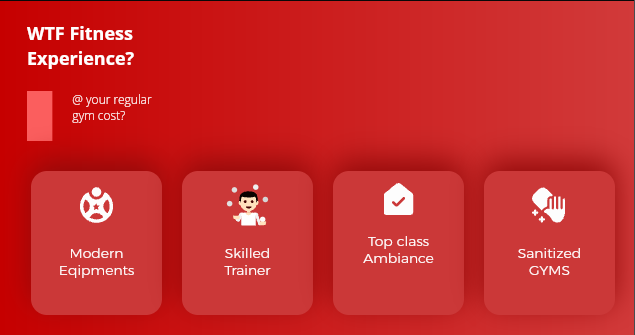 WTF Fitness
Experience?
@ your regular
gym cost?
Modern
Eqipments
Skilled
Trainer
Top class
Ambiance
Sanitized
GYMS